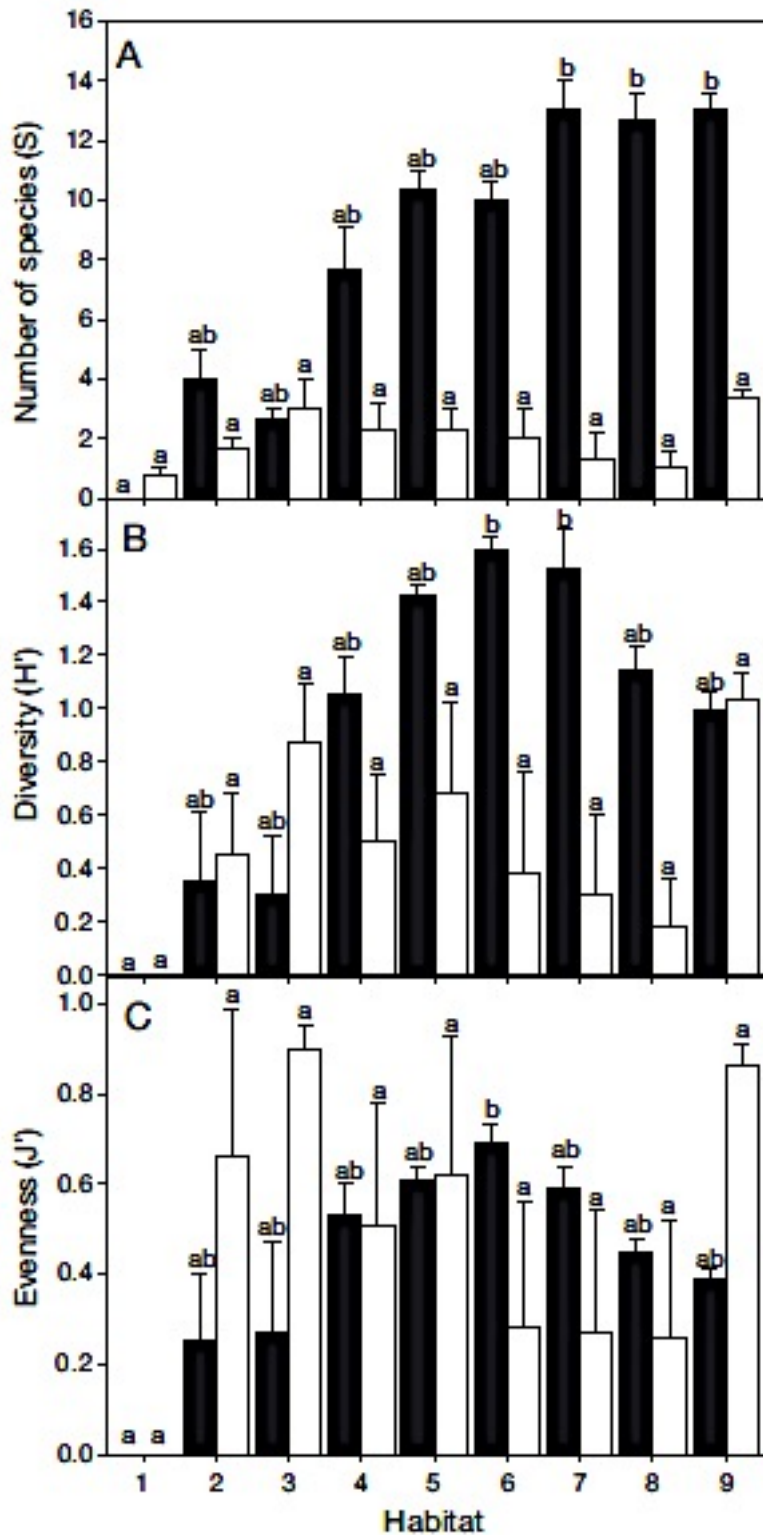 A
Number of species (S)
16
14
12
10
8
6
4
2
0
a a ab a ab a ab a ab a ab a b a b a b a
B
Diversity (H')
1.6
1.4
1.2
1.0
0.8
0.6
0.4
0.2
0.0
a a ab a ab a ab a ab a b a b a ab a ab a
C
Evenness (J')
1.0
0.8
0.6
0.4
0.2
0.0
a a ab a ab a ab a ab a b a ab a ab a ab a
1 2 3 4 5 6 7 8 9
Habitat